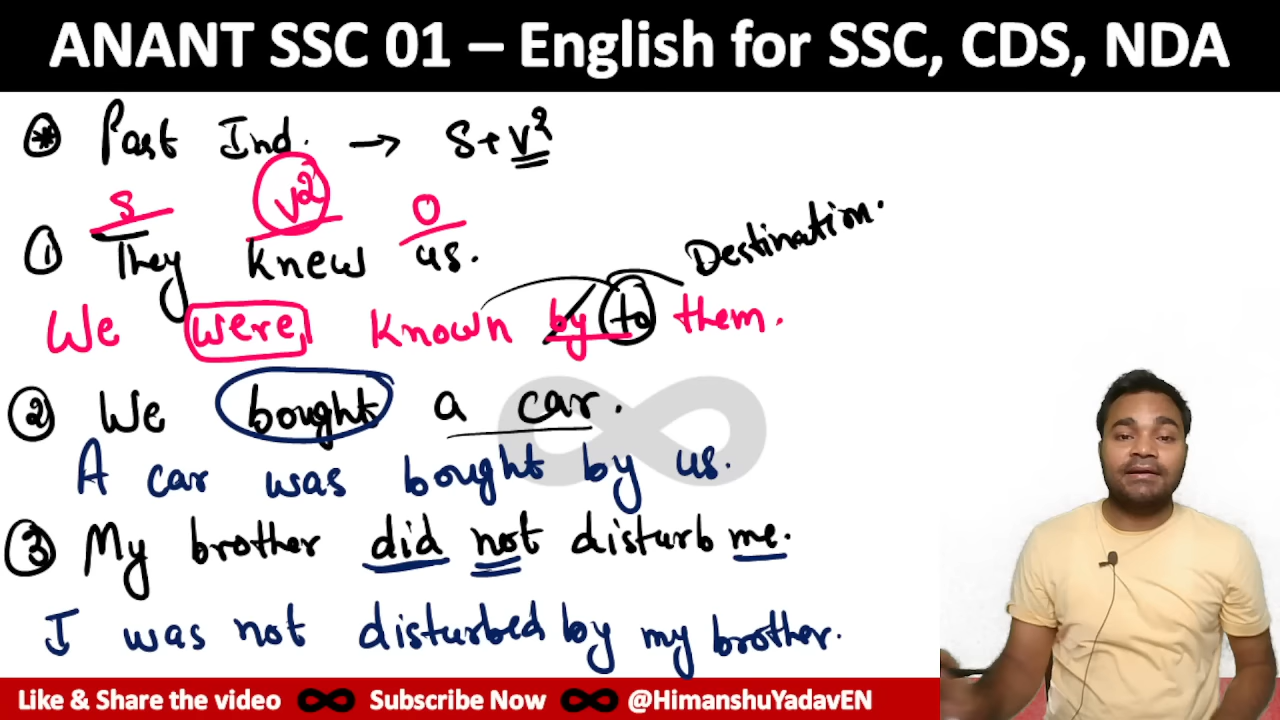 ANANT SSC 01 – English for SSC, CDS, NDA
* Past Ind. → S+V²
S V2 O
① They knew us.
Destination.
We were, known by to them.
② We bought a car.
A car was bought by us.
③ My brother did not disturb me.
I was not disturbed by my brother.
Like & Share the video Subscribe Now @HimanshuYadavEN